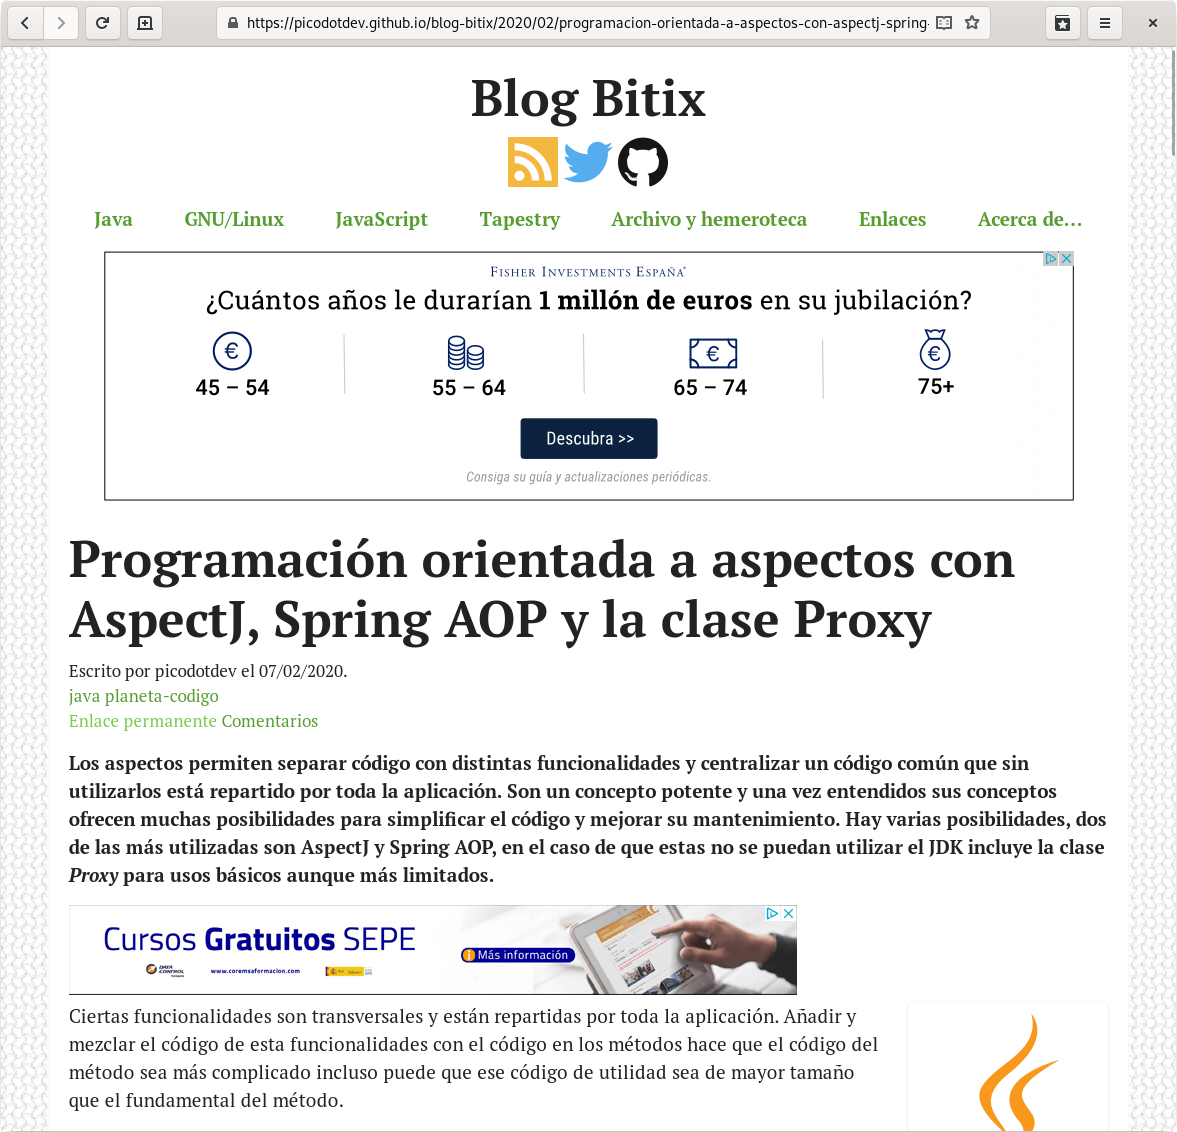 https://picodotdev.github.io/blog-bitix/2020/02/programacion-orientada-a-aspectos-con-aspectj-spring-
Blog Bitix
Java GNU/Linux JavaScript Tapestry Archivo y hemeroteca Enlaces Acerca de...
Fisher Investments España®
¿Cuántos años le durarían 1 millón de euros en su jubilación?
45 – 54 55 – 64 65 – 74 75+
Descubra >>
Consiga su guía y actualizaciones periódicas.
Programación orientada a aspectos con
AspectJ, Spring AOP y la clase Proxy
Escrito por picodotdev el 07/02/2020.
java planeta-codigo
Enlace permanente Comentarios
Los aspectos permiten separar código con distintas funcionalidades y centralizar un código común que sin
utilizarlos está repartido por toda la aplicación. Son un concepto potente y una vez entendidos sus conceptos
ofrecen muchas posibilidades para simplificar el código y mejorar su mantenimiento. Hay varias posibilidades, dos
de las más utilizadas son AspectJ y Spring AOP, en el caso de que estas no se puedan utilizar el JDK incluye la clase
Proxy para usos básicos aunque más limitados.
Cursos Gratuitos SEPE
Más información
DATA CONTROL
www.coremsaformacion.com
Ciertas funcionalidades son transversales y están repartidas por toda la aplicación. Añadir y
mezclar el código de esta funcionalidades con el código en los métodos hace que el código del
método sea más complicado incluso puede que ese código de utilidad sea de mayor tamaño
que el fundamental del método.